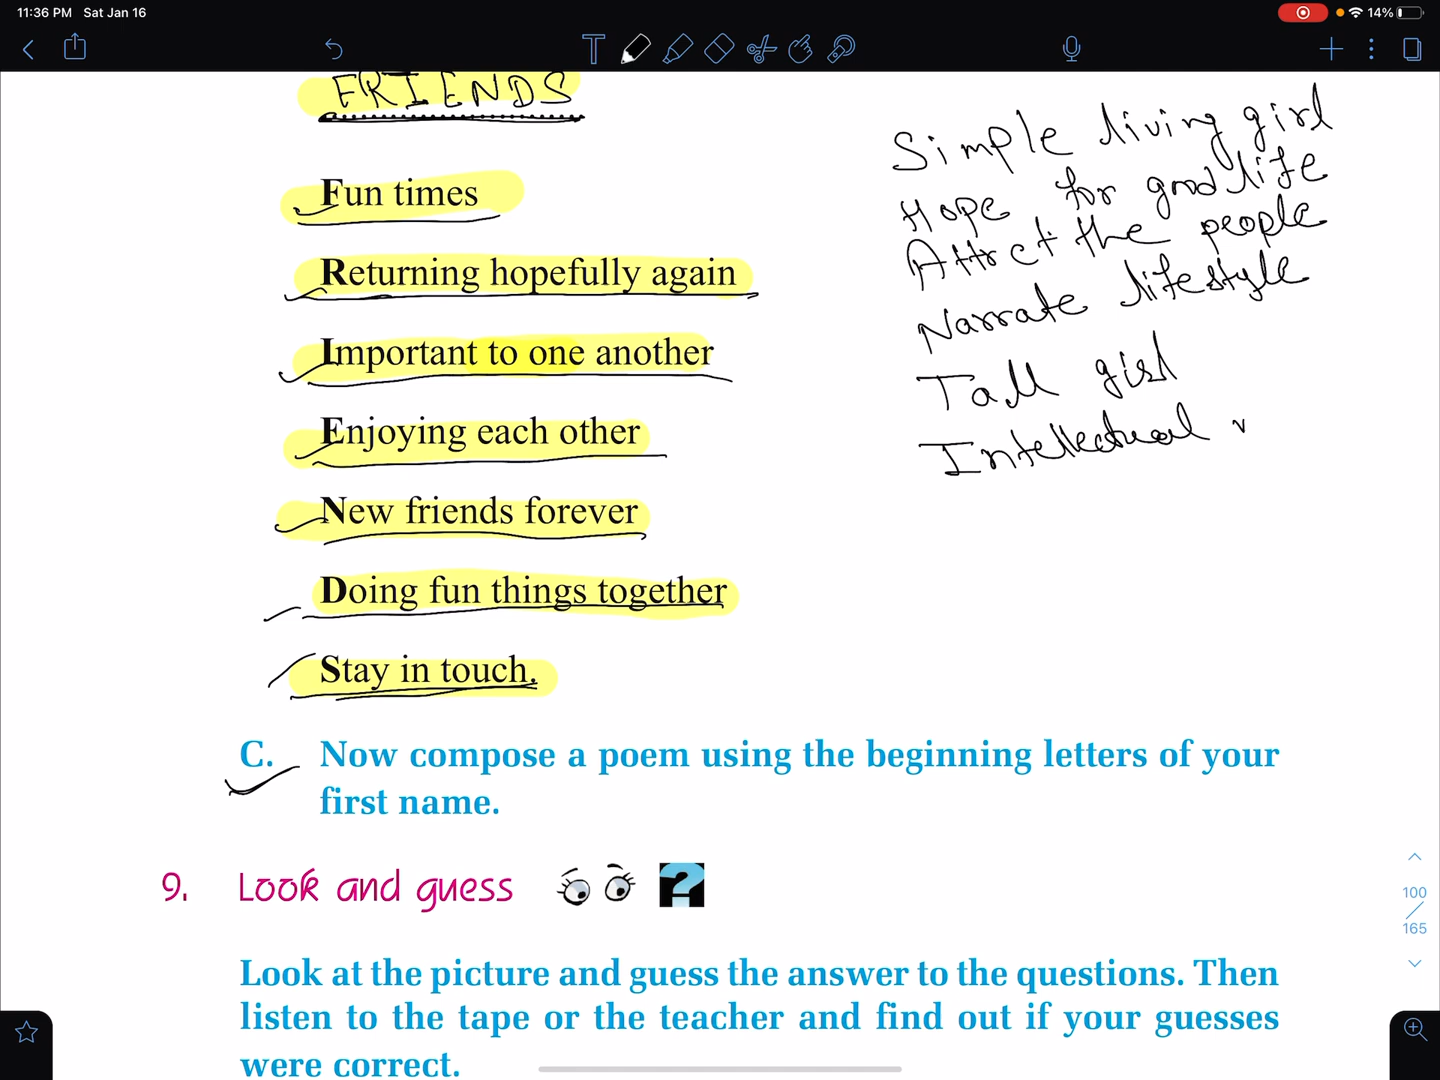 11:36 PM Sat Jan 16
14%
FRIENDS
Fun times
Returning hopefully again
Important to one another
Enjoying each other
New friends forever
Doing fun things together
Stay in touch.
Simple living girl
Hope for good life
Attrct the people
Narrate lifestyle
Tall girl
Intellectual
C. Now compose a poem using the beginning letters of your
first name.
9. Look and guess ?
Look at the picture and guess the answer to the questions. Then
listen to the tape or the teacher and find out if your guesses
were correct.
100
165